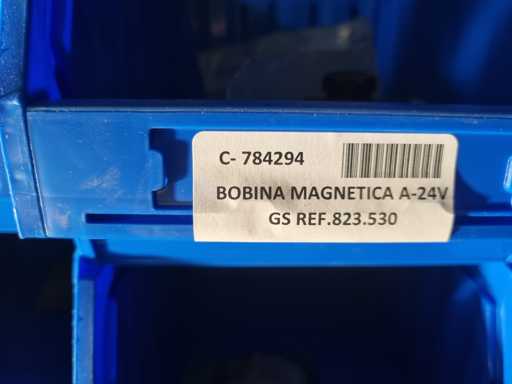 C- 784294
BOBINA MAGNETICA A-24V
GS REF.823.530